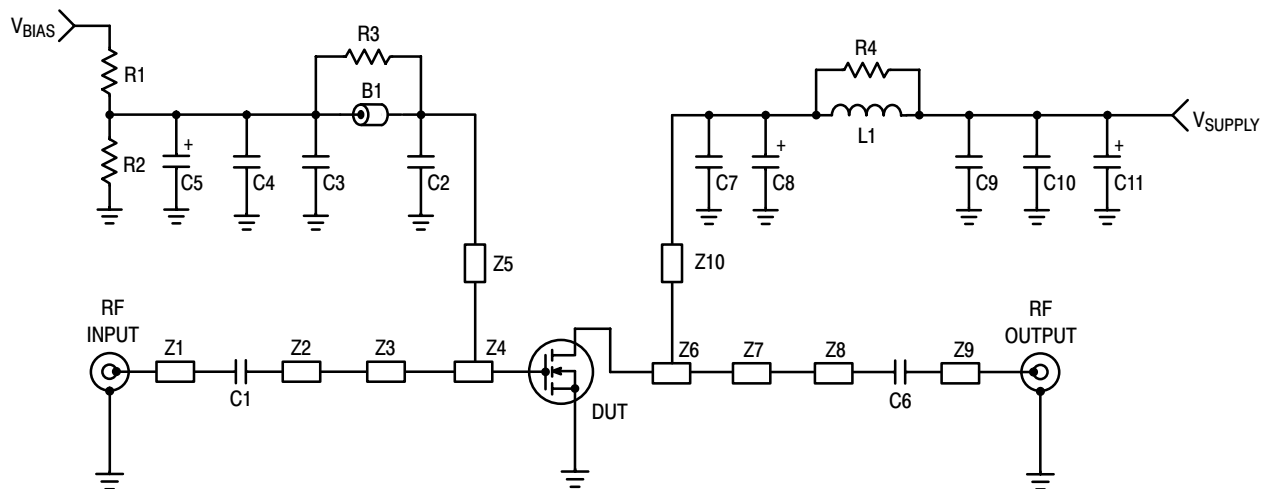 VBIAS
R1
R2
R3
B1
+
C5
C4
C3
C2
Z5
R4
L1
VSUPPLY
C7
+
C8
C9
C10
+
C11
Z10
RF
INPUT
Z1
C1
Z2
Z3
Z4
DUT
Z6
Z7
Z8
C6
Z9
RF
OUTPUT